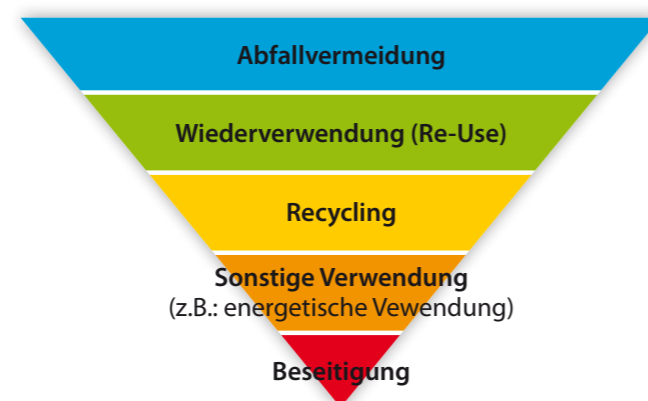 Abfallvermeidung
Wiederverwendung (Re-Use)
Recycling
Sonstige Verwendung
(z.B.: energetische Vewendung)
Beseitigung